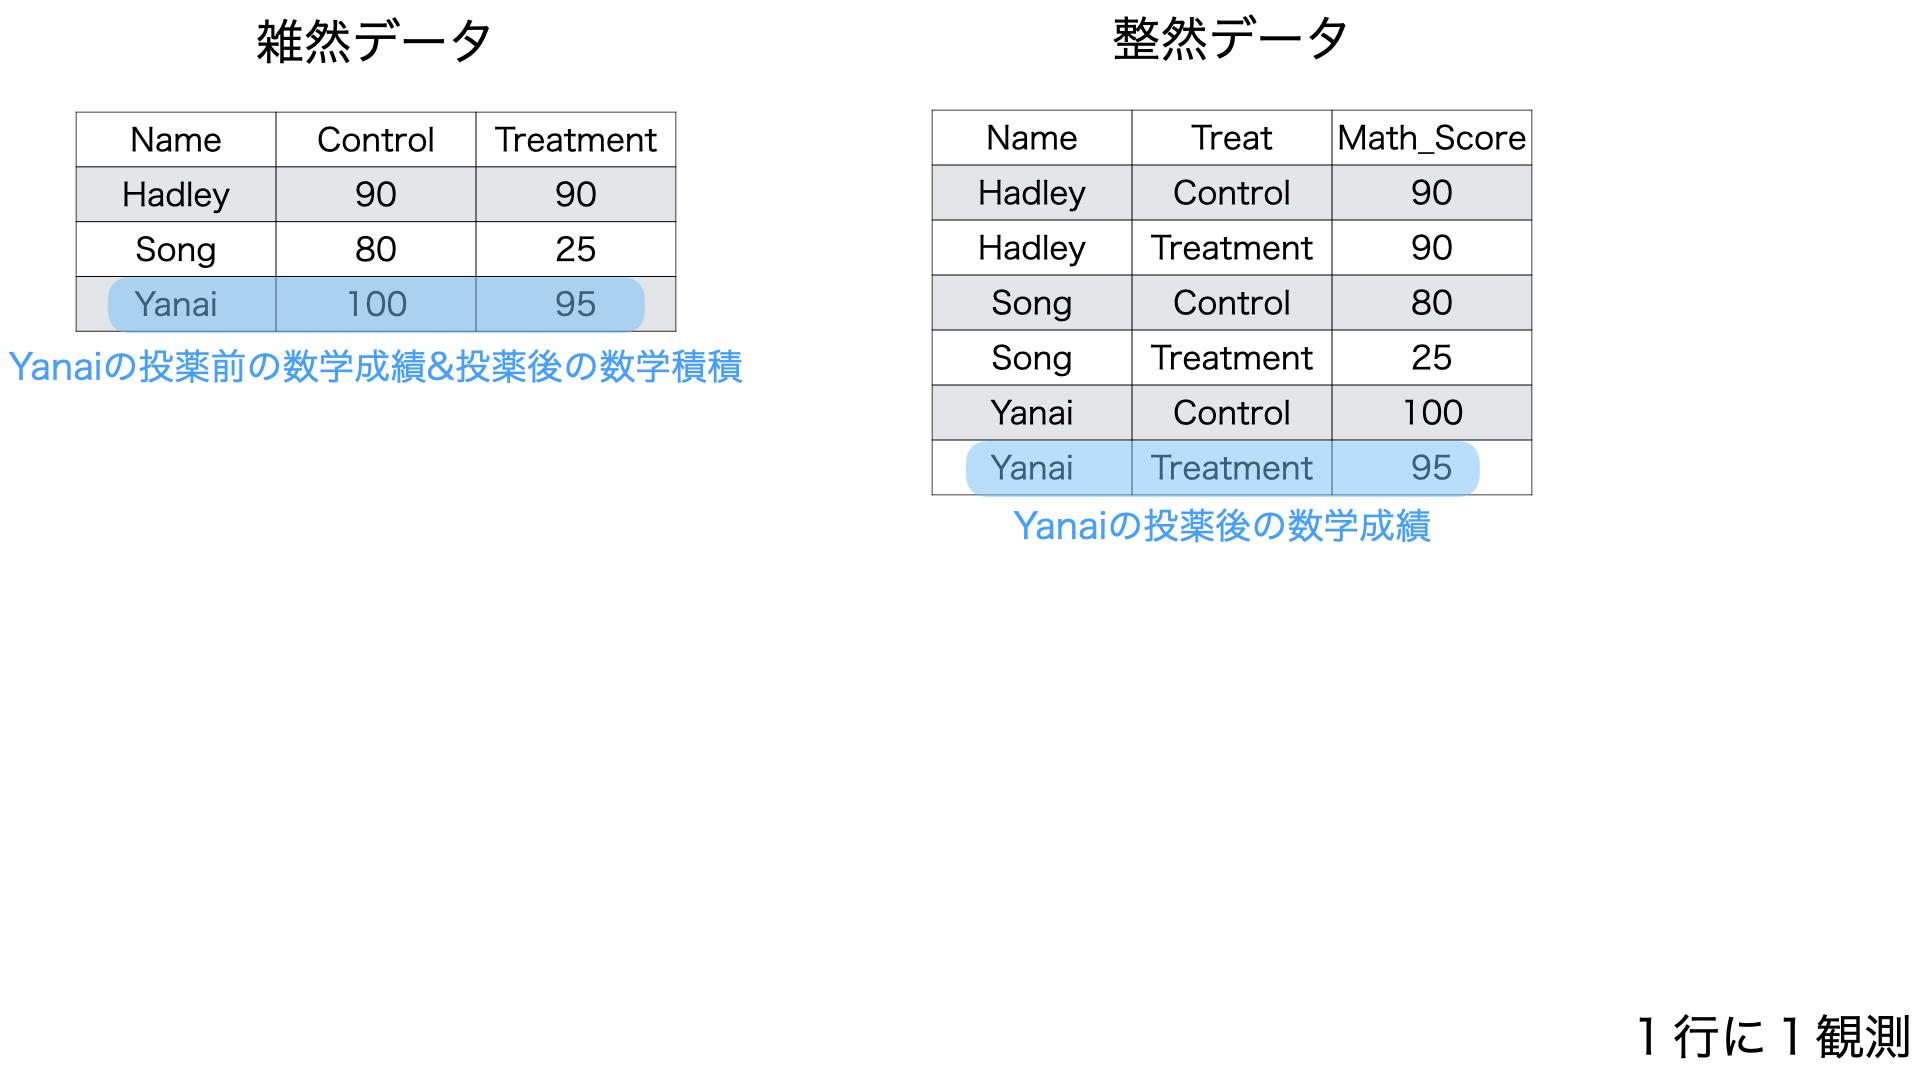 雑然データ
Name Control Treatment
Hadley 90 90
Song 80 25
Yanai 100 95
Yanaiの投薬前の数学成績&投薬後の数学積積
整然データ
Name Treat Math_Score
Hadley Control 90
Hadley Treatment 90
Song Control 80
Song Treatment 25
Yanai Control 100
Yanai Treatment 95
Yanaiの投薬後の数学成績
１行に１観測